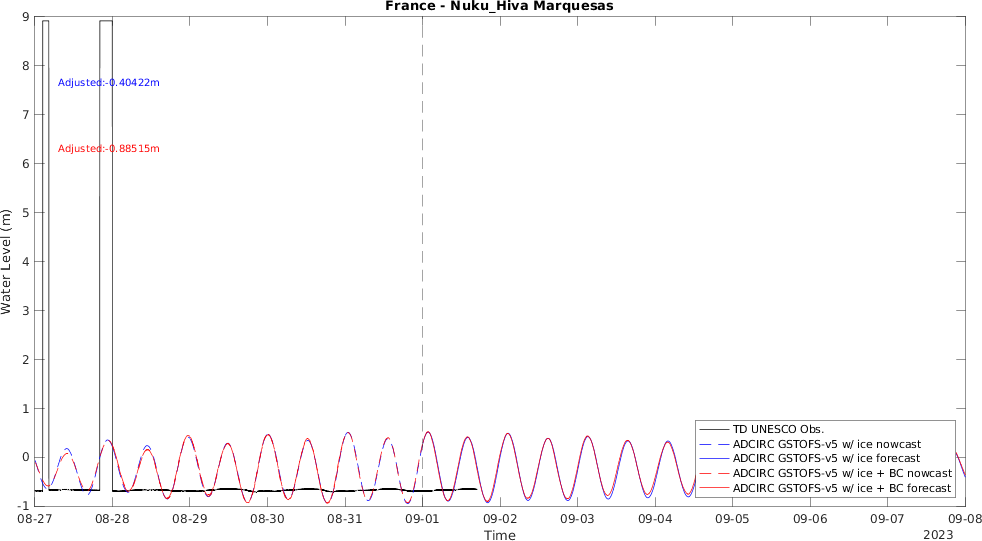 France - Nuku_Hiva Marquesas
9
8
7
6
5
4
3
2
1
0
-1
Water Level (m)
Adjusted:-0.40422m
Adjusted:-0.88515m
TD UNESCO Obs.
ADCIRC GSTOFS-v5 w/ ice nowcast
ADCIRC GSTOFS-v5 w/ ice forecast
ADCIRC GSTOFS-v5 w/ ice + BC nowcast
ADCIRC GSTOFS-v5 w/ ice + BC forecast
08-27 08-28 08-29 08-30 08-31 09-01 09-02 09-03 09-04 09-05 09-06 09-07 09-08
Time
2023